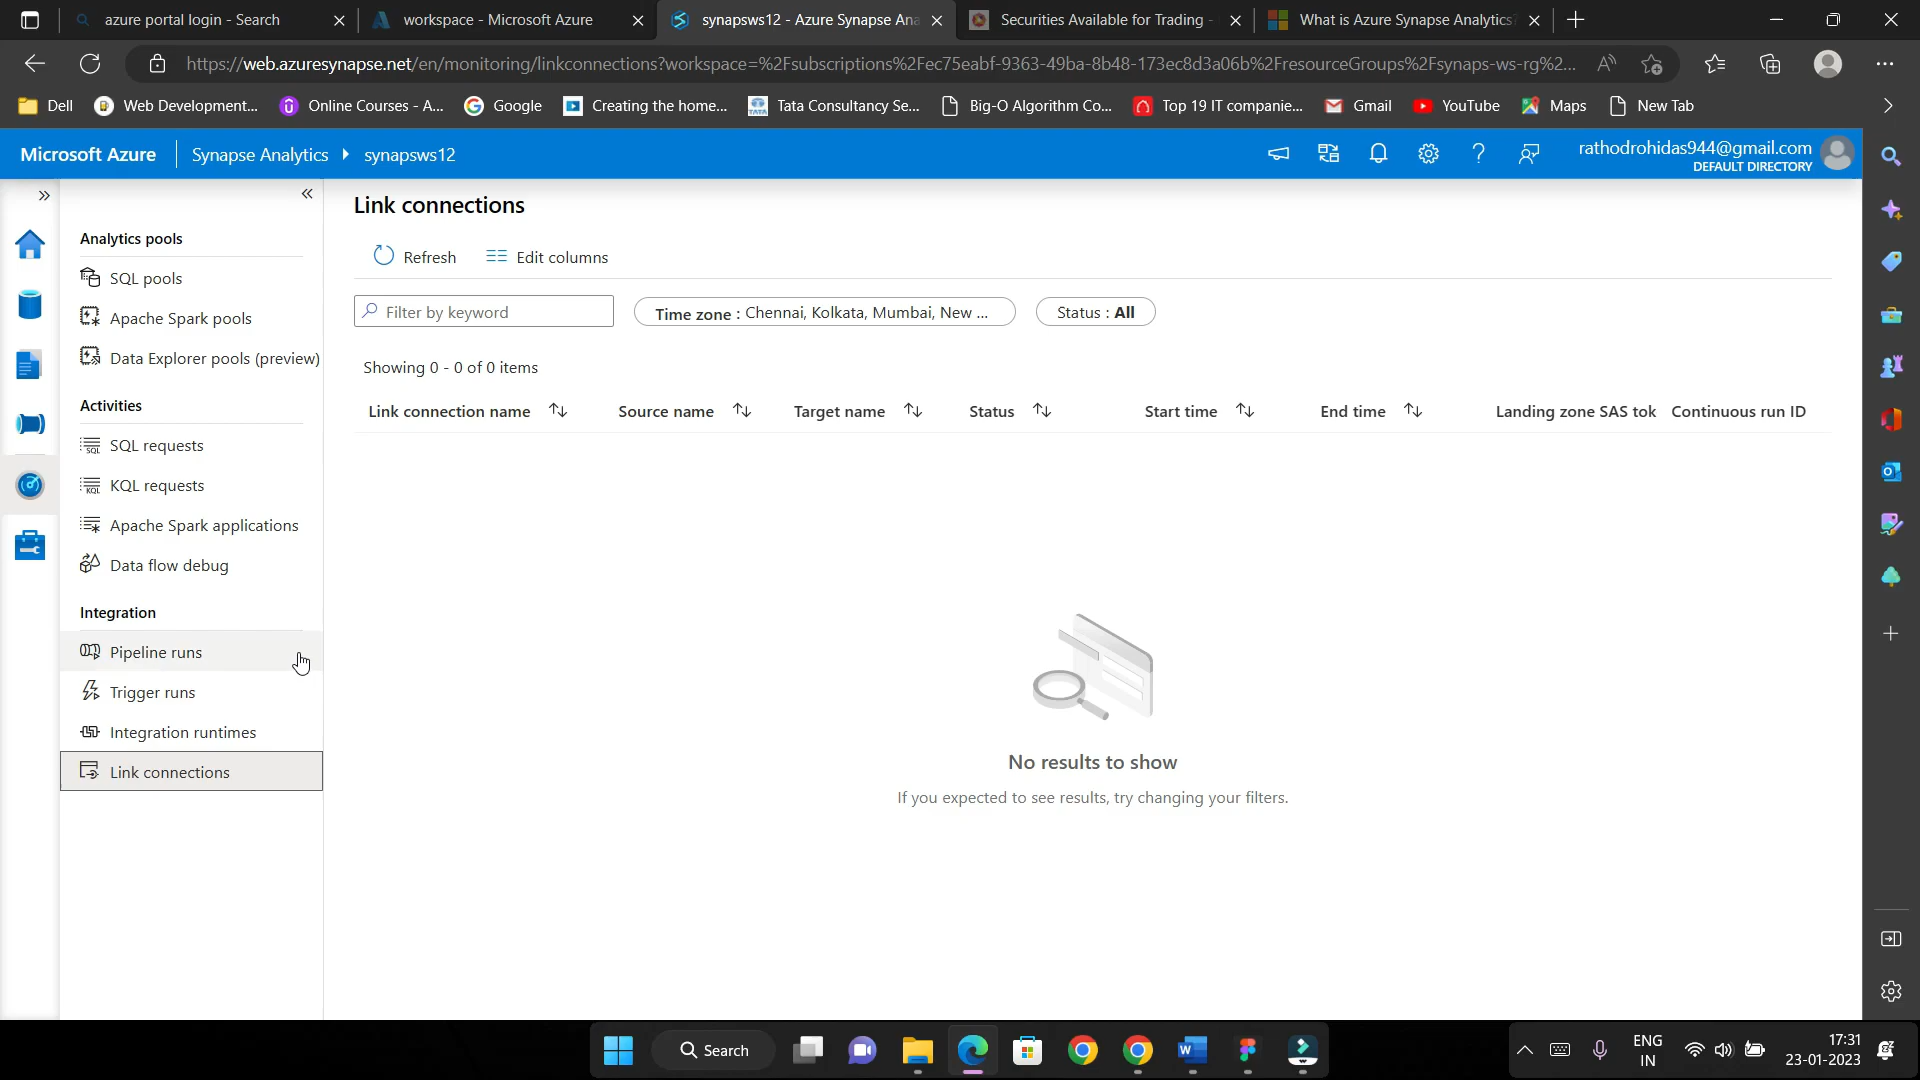 azure portal login - Search
workspace - Microsoft Azure
synapsws12 - Azure Synapse Ana
Securities Available for Trading -
What is Azure Synapse Analytics?
https://web.azuresynapse.net/en/monitoring/linkconnections?workspace=%2Fsubscriptions%2Fec75eabf-9363-49ba-8b48-173ec8d3a06b%2FresourceGroups%2Fsynaps-ws-rg%2...
Dell
Web Development...
Online Courses - A...
Google
Creating the home...
Tata Consultancy Se...
Big-O Algorithm Co...
Top 19 IT companie...
Gmail
YouTube
Maps
New Tab
Microsoft Azure
Synapse Analytics
synapsws12
rathodrohidas944@gmail.com
DEFAULT DIRECTORY
Analytics pools
SQL pools
Apache Spark pools
Data Explorer pools (preview)
Activities
SQL requests
KQL requests
Apache Spark applications
Data flow debug
Integration
Pipeline runs
Trigger runs
Integration runtimes
Link connections
Link connections
Refresh
Edit columns
Filter by keyword
Time zone : Chennai, Kolkata, Mumbai, New ...
Status : All
Showing 0 - 0 of 0 items
Link connection name
Source name
Target name
Status
Start time
End time
Landing zone SAS tok
Continuous run ID
No results to show
If you expected to see results, try changing your filters.
Search
ENG
IN
17:31
23-01-2023